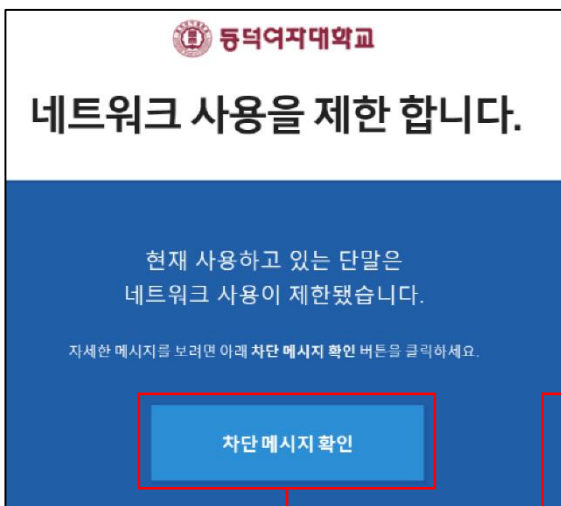 동덕여자대학교
네트워크 사용을 제한 합니다.
현재 사용하고 있는 단말은
네트워크 사용이 제한됐습니다.
자세한 메시지를 보려면 아래 차단 메시지 확인 버튼을 클릭하세요.
차단 메시지 확인